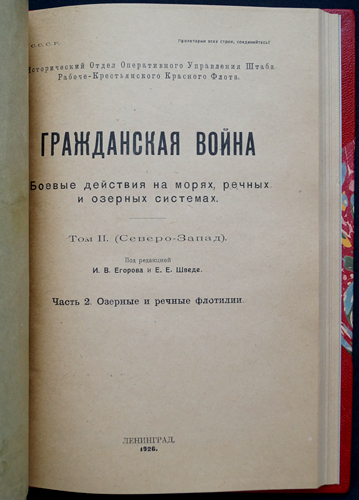 С. С. С. Р.
Пролетарии всех стран, соединяйтесь!
Исторический Отдел Оперативного Управления Штаба
Рабоче-Крестьянского Красного Флота.
ГРАЖДАНСКАЯ ВОЙНА
Боевые действия на морях, речных
и озерных системах.
Том II. (Северо-Запад).
Под редакцией
И. В. Егорова и Е. Е. Шведе.
Часть 2. Озерные и речные флотилии.
ЛЕНИНГРАД.
1926.